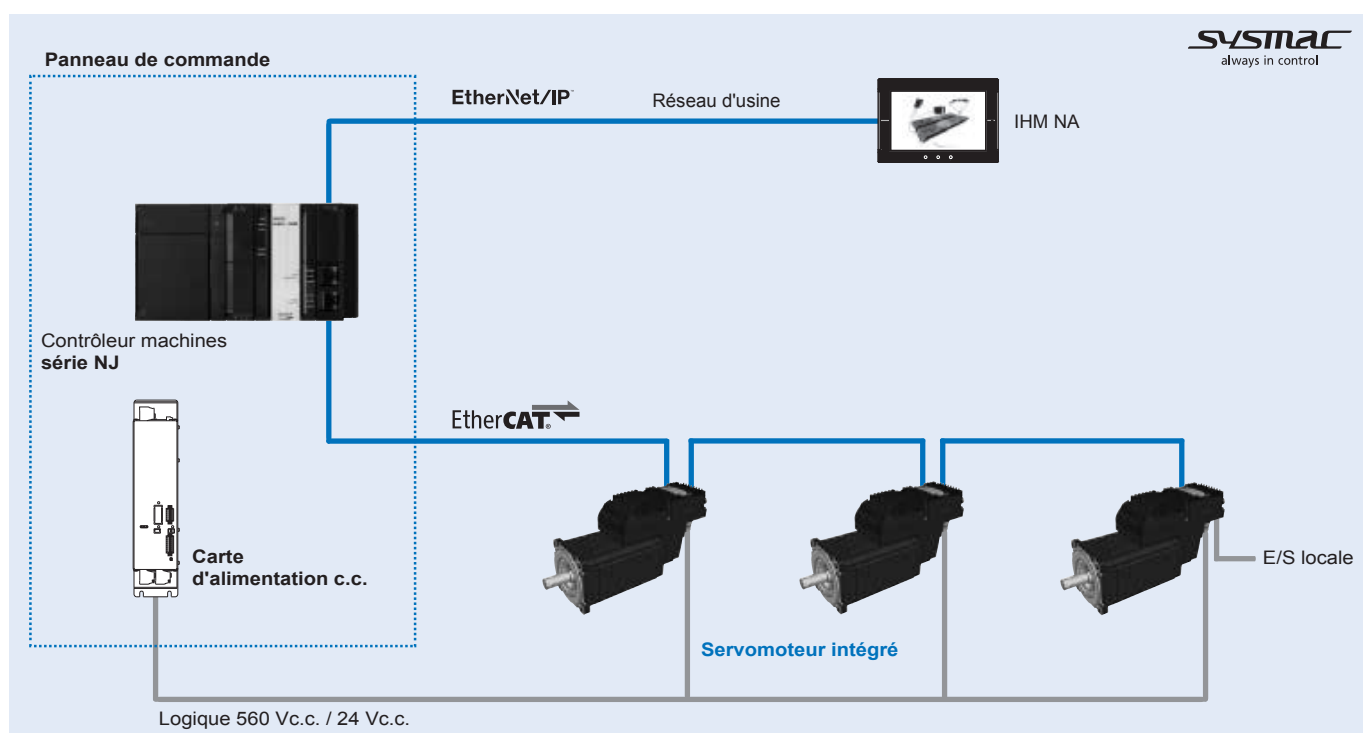 sysmac
always in control
Panneau de commande
EtherNet/IP
Réseau d'usine
IHM NA
Contrôleur machines
série NJ
EtherCAT®
Carte
d'alimentation c.c.
E/S locale
Servomoteur intégré
Logique 560 Vc.c. / 24 Vc.c.